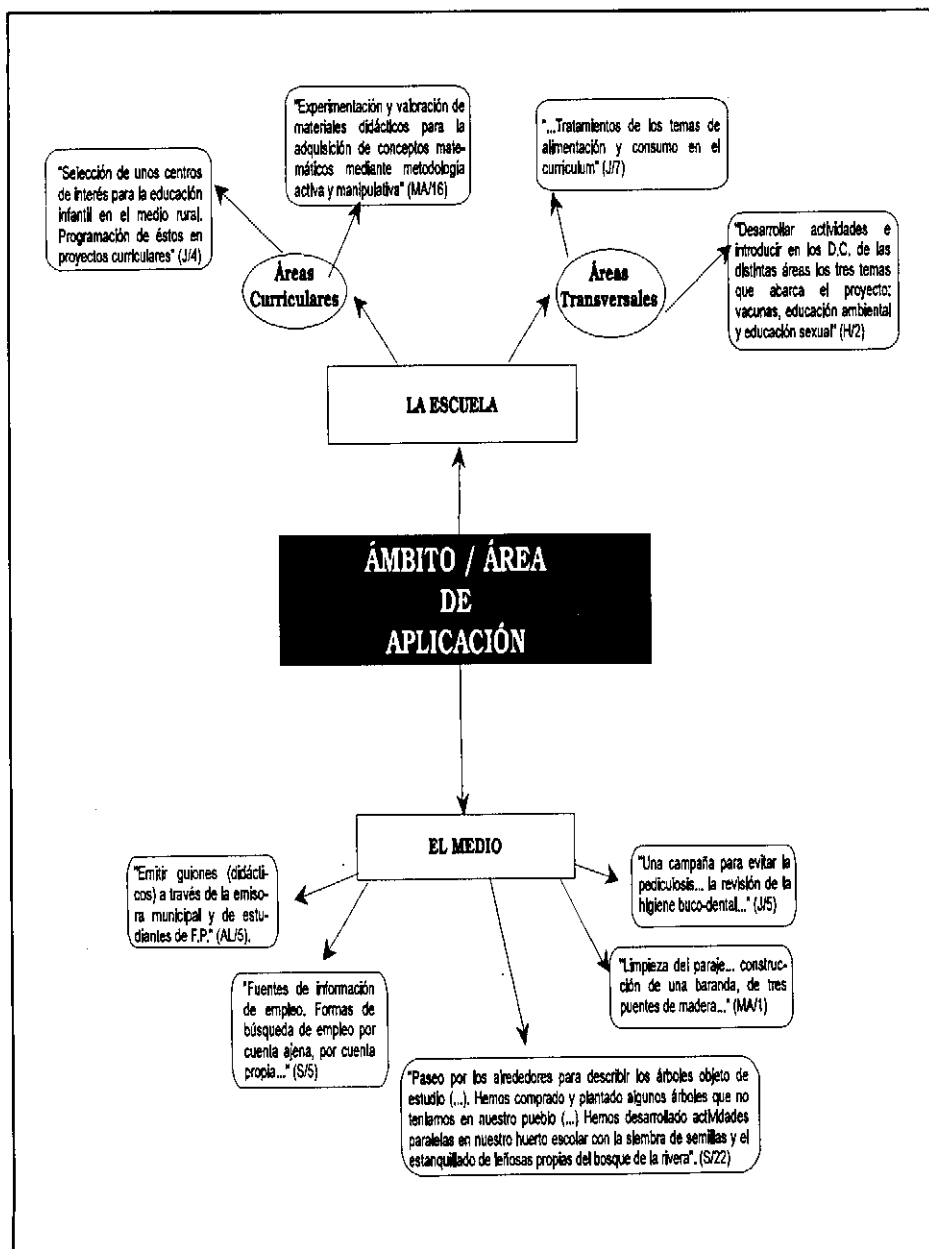 "Experimentación y valoración de
materiales didácticos para la
adquisición de conceptos mate-
máticos mediante metodología
activa y manipulativa" (MA/16)
"...Tratamientos de los temas de
alimentación y consumo en el
curriculum" (J/7)
"Selección de unos centros
de interés para la educación
infantil en el medio rural.
Programación de éstos en
proyectos curriculares" (J/4)
"Desarrollar actividades e
introducir en los D.C. de las
distintas áreas los tres temas
que abarca el proyecto:
vacunas, educación ambiental
y educación sexual" (H/2)
Áreas
Curriculares
Áreas
Transversales
LA ESCUELA
ÁMBITO / ÁREA
DE
APLICACIÓN
EL MEDIO
"Emitir guiones (didácti-
cos) a través de la emiso-
ra municipal y de estu-
diantes de F.P." (AL/5).
"Una campaña para evitar la
pediculosis... la revisión de la
higiene buco-dental..." (J/5)
"Fuentes de información
de empleo. Formas de
búsqueda de empleo por
cuenta ajena, por cuenta
propia..." (S/5)
"Limpieza del paraje... construc-
ción de una baranda, de tres
puentes de madera..." (MA/1)
"Paseo por los alrededores para describir los árboles objeto de
estudio (...). Hemos comprado y plantado algunos árboles que no
teníamos en nuestro pueblo (...) Hemos desarrollado actividades
paralelas en nuestro huerto escolar con la siembra de semillas y el
estanquillado de leñosas propias del bosque de la rivera". (S/22)